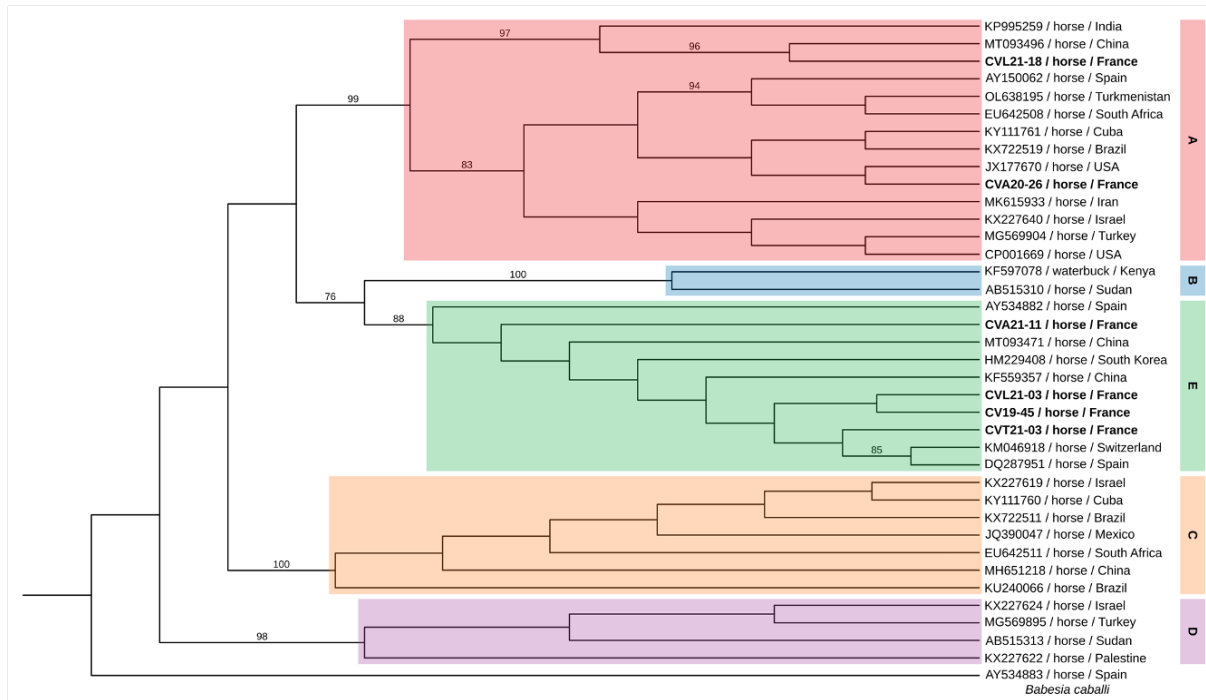 97
KP995259 / horse / India
96
MT093496 / China
CVL21-18 / horse / France
99
94
AY150062 / horse / Spain
OL638195 / horse / Turkmenistan
EU642508 / horse / South Africa
KY111761 / horse / Cuba
A
KX722519 / horse / Brazil
83
JX177670 / horse / USA
CVA20-26 / horse / France
MK615933 / horse / Iran
KX227640 / horse / Israel
MG569904 / horse / Turkey
CP001669 / horse / USA
100
KF597078 / waterbuck / Kenya
B
AB515310 / horse / Sudan
76
AY534882 / horse / Spain
88
CVA21-11 / horse / France
MT093471 / horse / China
HM229408 / horse / South Korea
KF559357 / horse / China
E
CVL21-03 / horse / France
CV19-45 / horse / France
CVT21-03 / horse / France
85
KM046918 / horse / Switzerland
DQ287951 / horse / Spain
KX227619 / horse / Israel
KY111760 / horse / Cuba
KX722511 / horse / Brazil
JQ390047 / horse / Mexico
C
EU642511 / horse / South Africa
100
MH651218 / horse / China
KU240066 / horse / Brazil
KX227624 / horse / Israel
MG569895 / horse / Turkey
D
98
AB515313 / horse / Sudan
KX227622 / horse / Palestine
AY534883 / horse / Spain
Babesia caballi